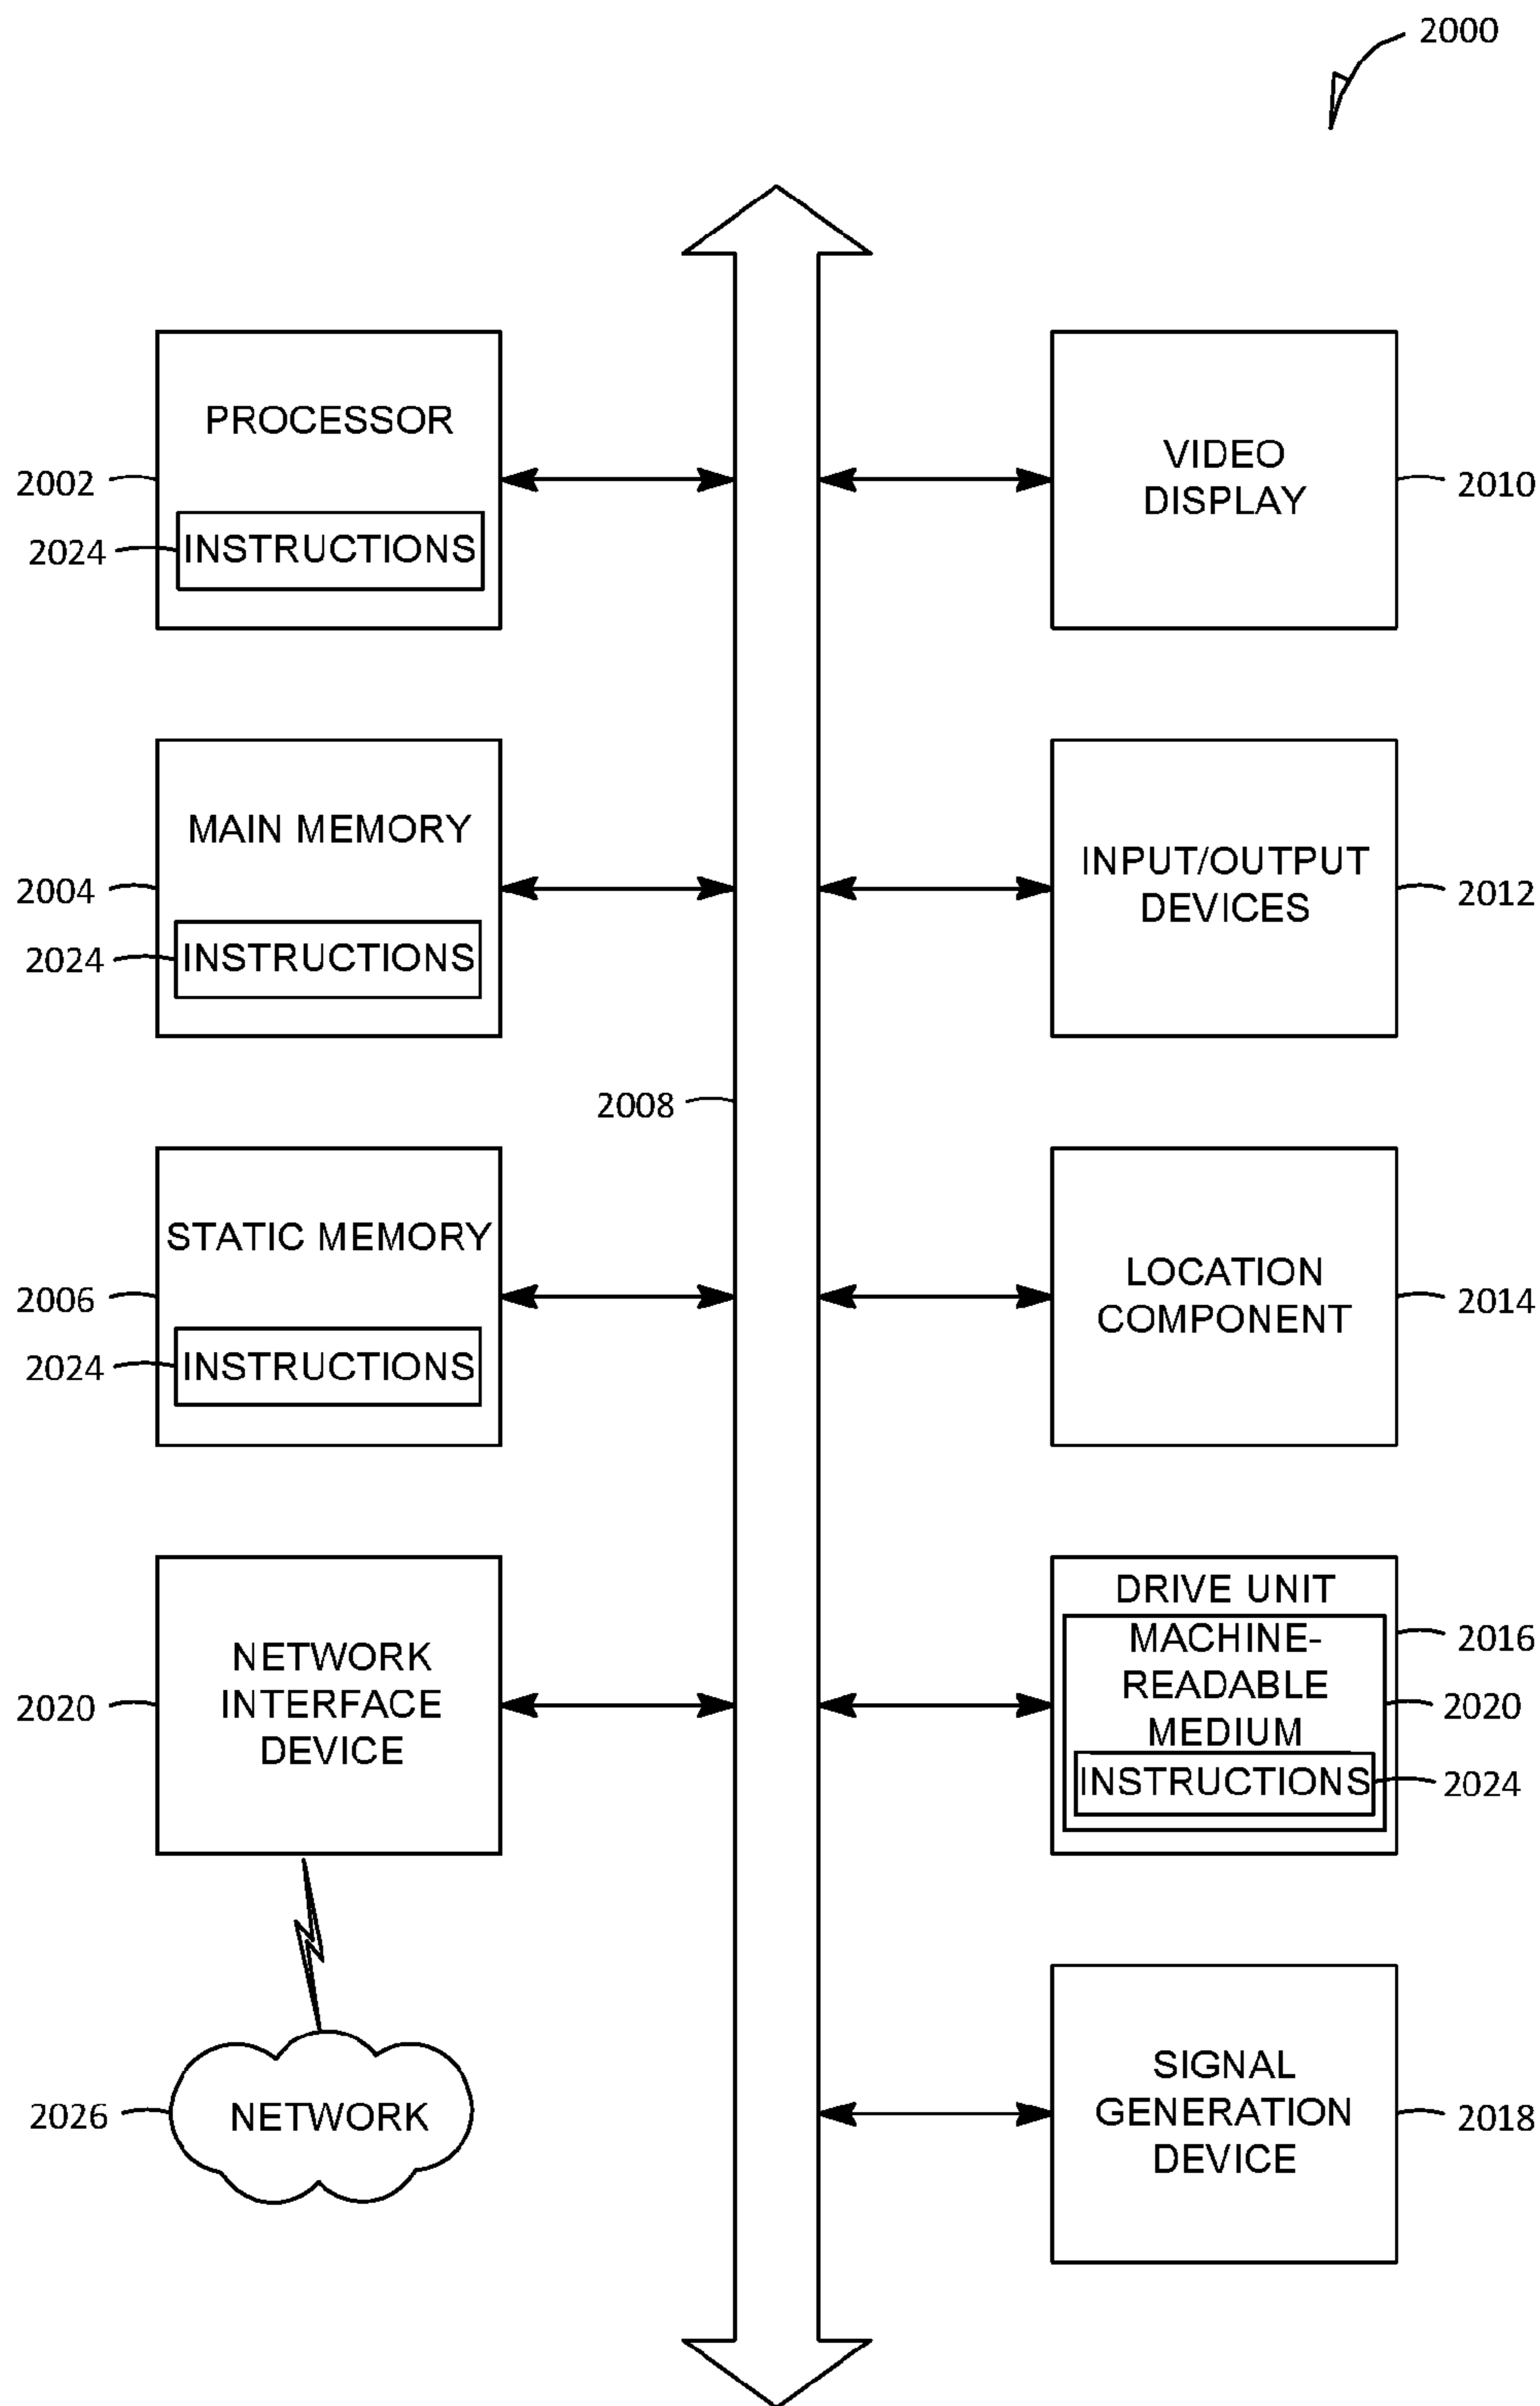 2000
PROCESSOR
2002
INSTRUCTIONS
2024
VIDEO
DISPLAY
2010
MAIN MEMORY
2004
INSTRUCTIONS
2024
INPUT/OUTPUT
DEVICES
2012
2008
STATIC MEMORY
2006
INSTRUCTIONS
2024
LOCATION
COMPONENT
2014
NETWORK
INTERFACE
DEVICE
2020
DRIVE UNIT
2016
MACHINE-
READABLE
MEDIUM
2020
INSTRUCTIONS
2024
NETWORK
2026
SIGNAL
GENERATION
DEVICE
2018